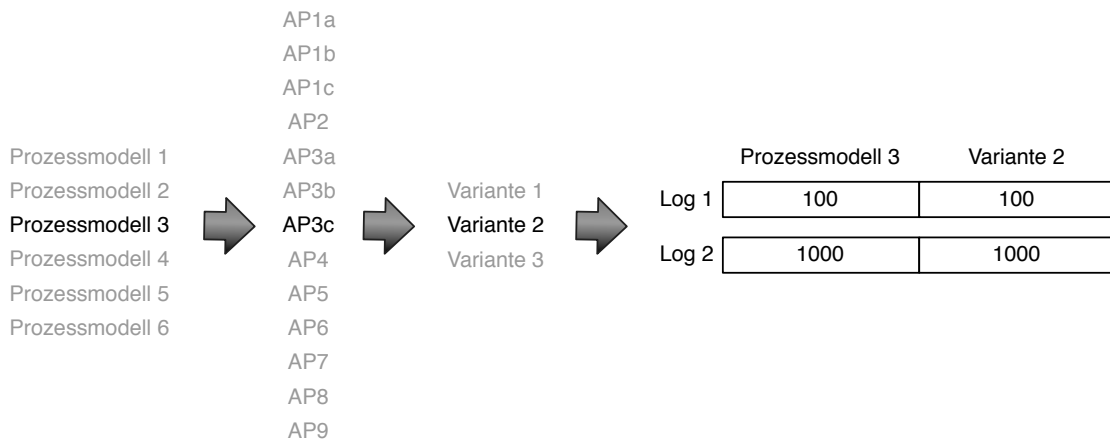 Prozessmodell 1
Prozessmodell 2
Prozessmodell 3
Prozessmodell 4
Prozessmodell 5
Prozessmodell 6
AP1a
AP1b
AP1c
AP2
AP3a
AP3b
AP3c
AP4
AP5
AP6
AP7
AP8
AP9
Variante 1
Variante 2
Variante 3
Prozessmodell 3 Variante 2
Log 1 100 100
Log 2 1000 1000